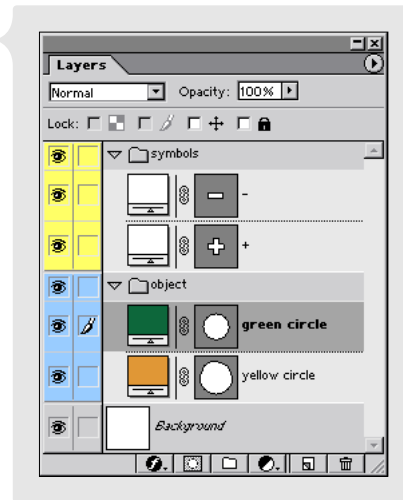 Layers
Normal Opacity: 100%
Lock:
symbols
-
+
object
green circle
yellow circle
Background